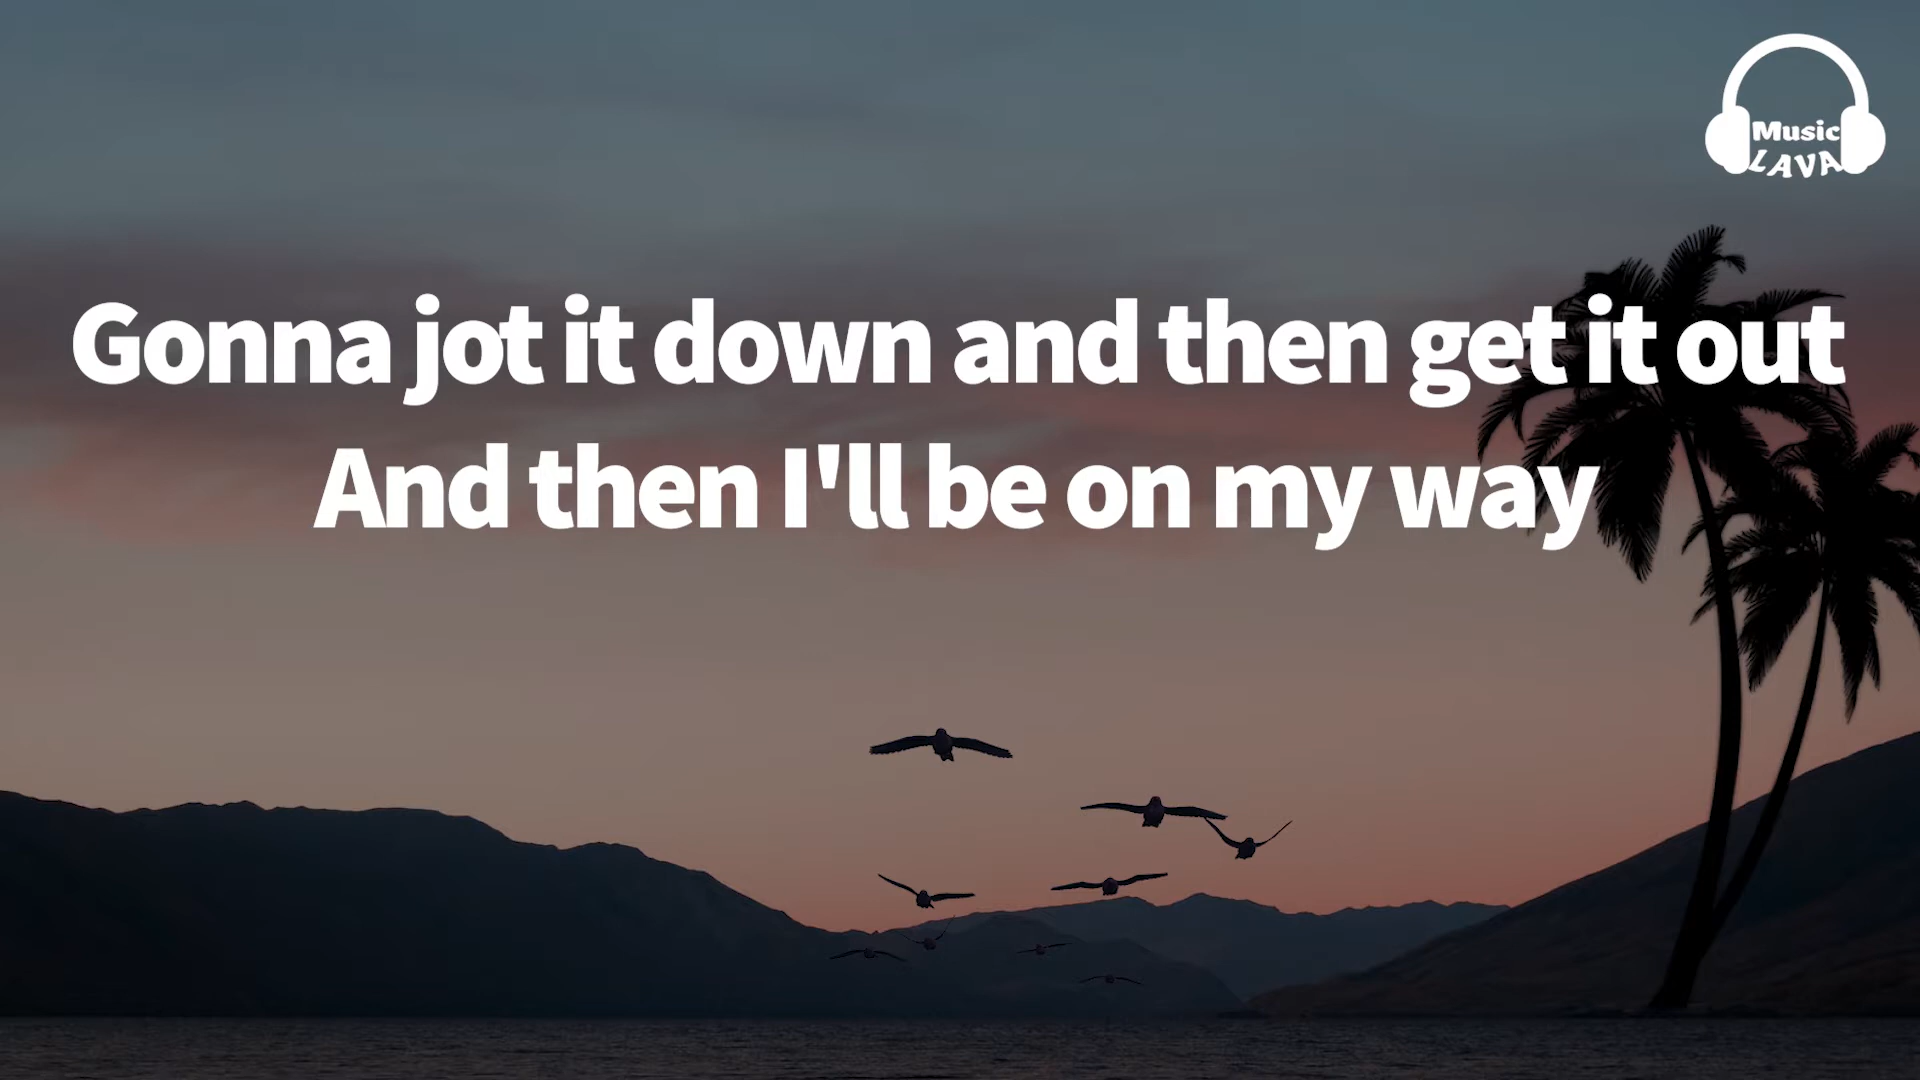 Music
LAVA
Gonna jot it down and then get it out
And then I'll be on my way